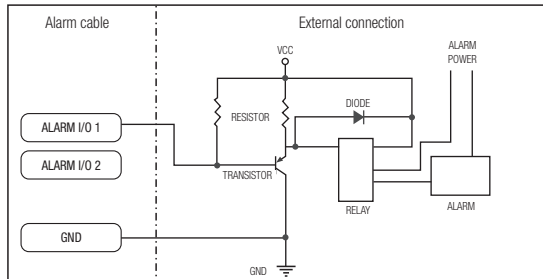 Alarm cable
External connection
VCC
ALARM
POWER
DIODE
RESISTOR
ALARM I/O 1
ALARM I/O 2
TRANSISTOR
RELAY
ALARM
GND
GND